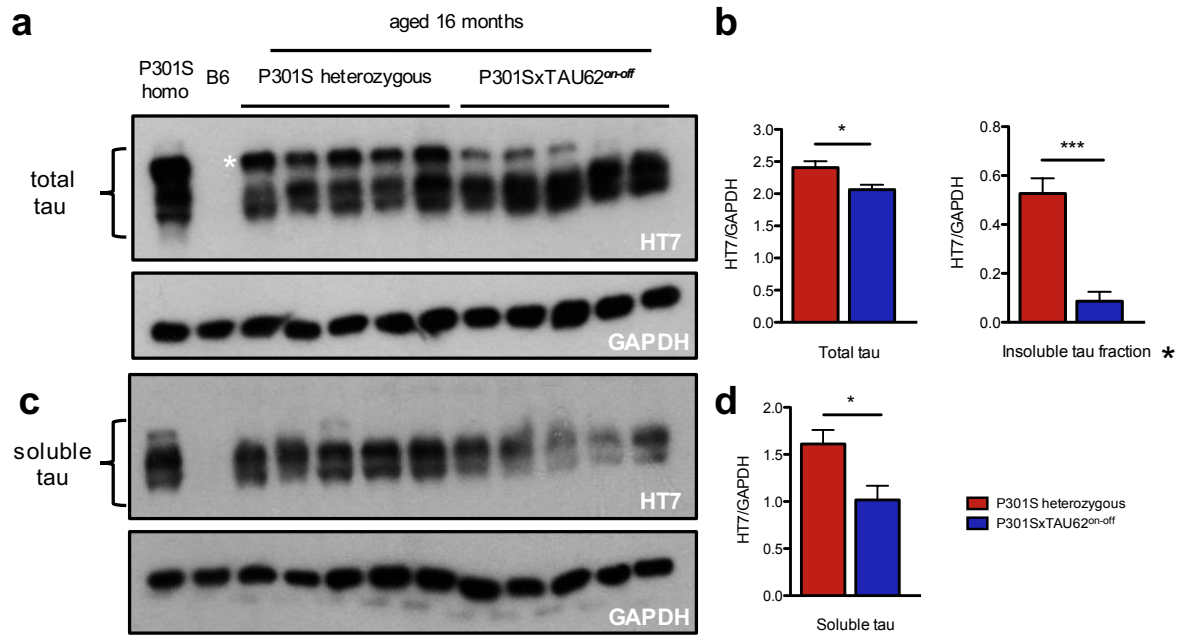 a
aged 16 months
P301S
homo
B6
P301S heterozygous
P301SxTAU62on-off
total
tau
*
HT7
GAPDH
b
HT7/GAPDH
3.0
2.5
2.0
1.5
1.0
0.5
0.0
*
Total tau
HT7/GAPDH
0.8
0.6
0.4
0.2
0.0
***
Insoluble tau fraction *
c
soluble
tau
HT7
GAPDH
d
HT7/GAPDH
2.0
1.5
1.0
0.5
0.0
*
Soluble tau
P301S heterozygous
P301SxTAU62on-off